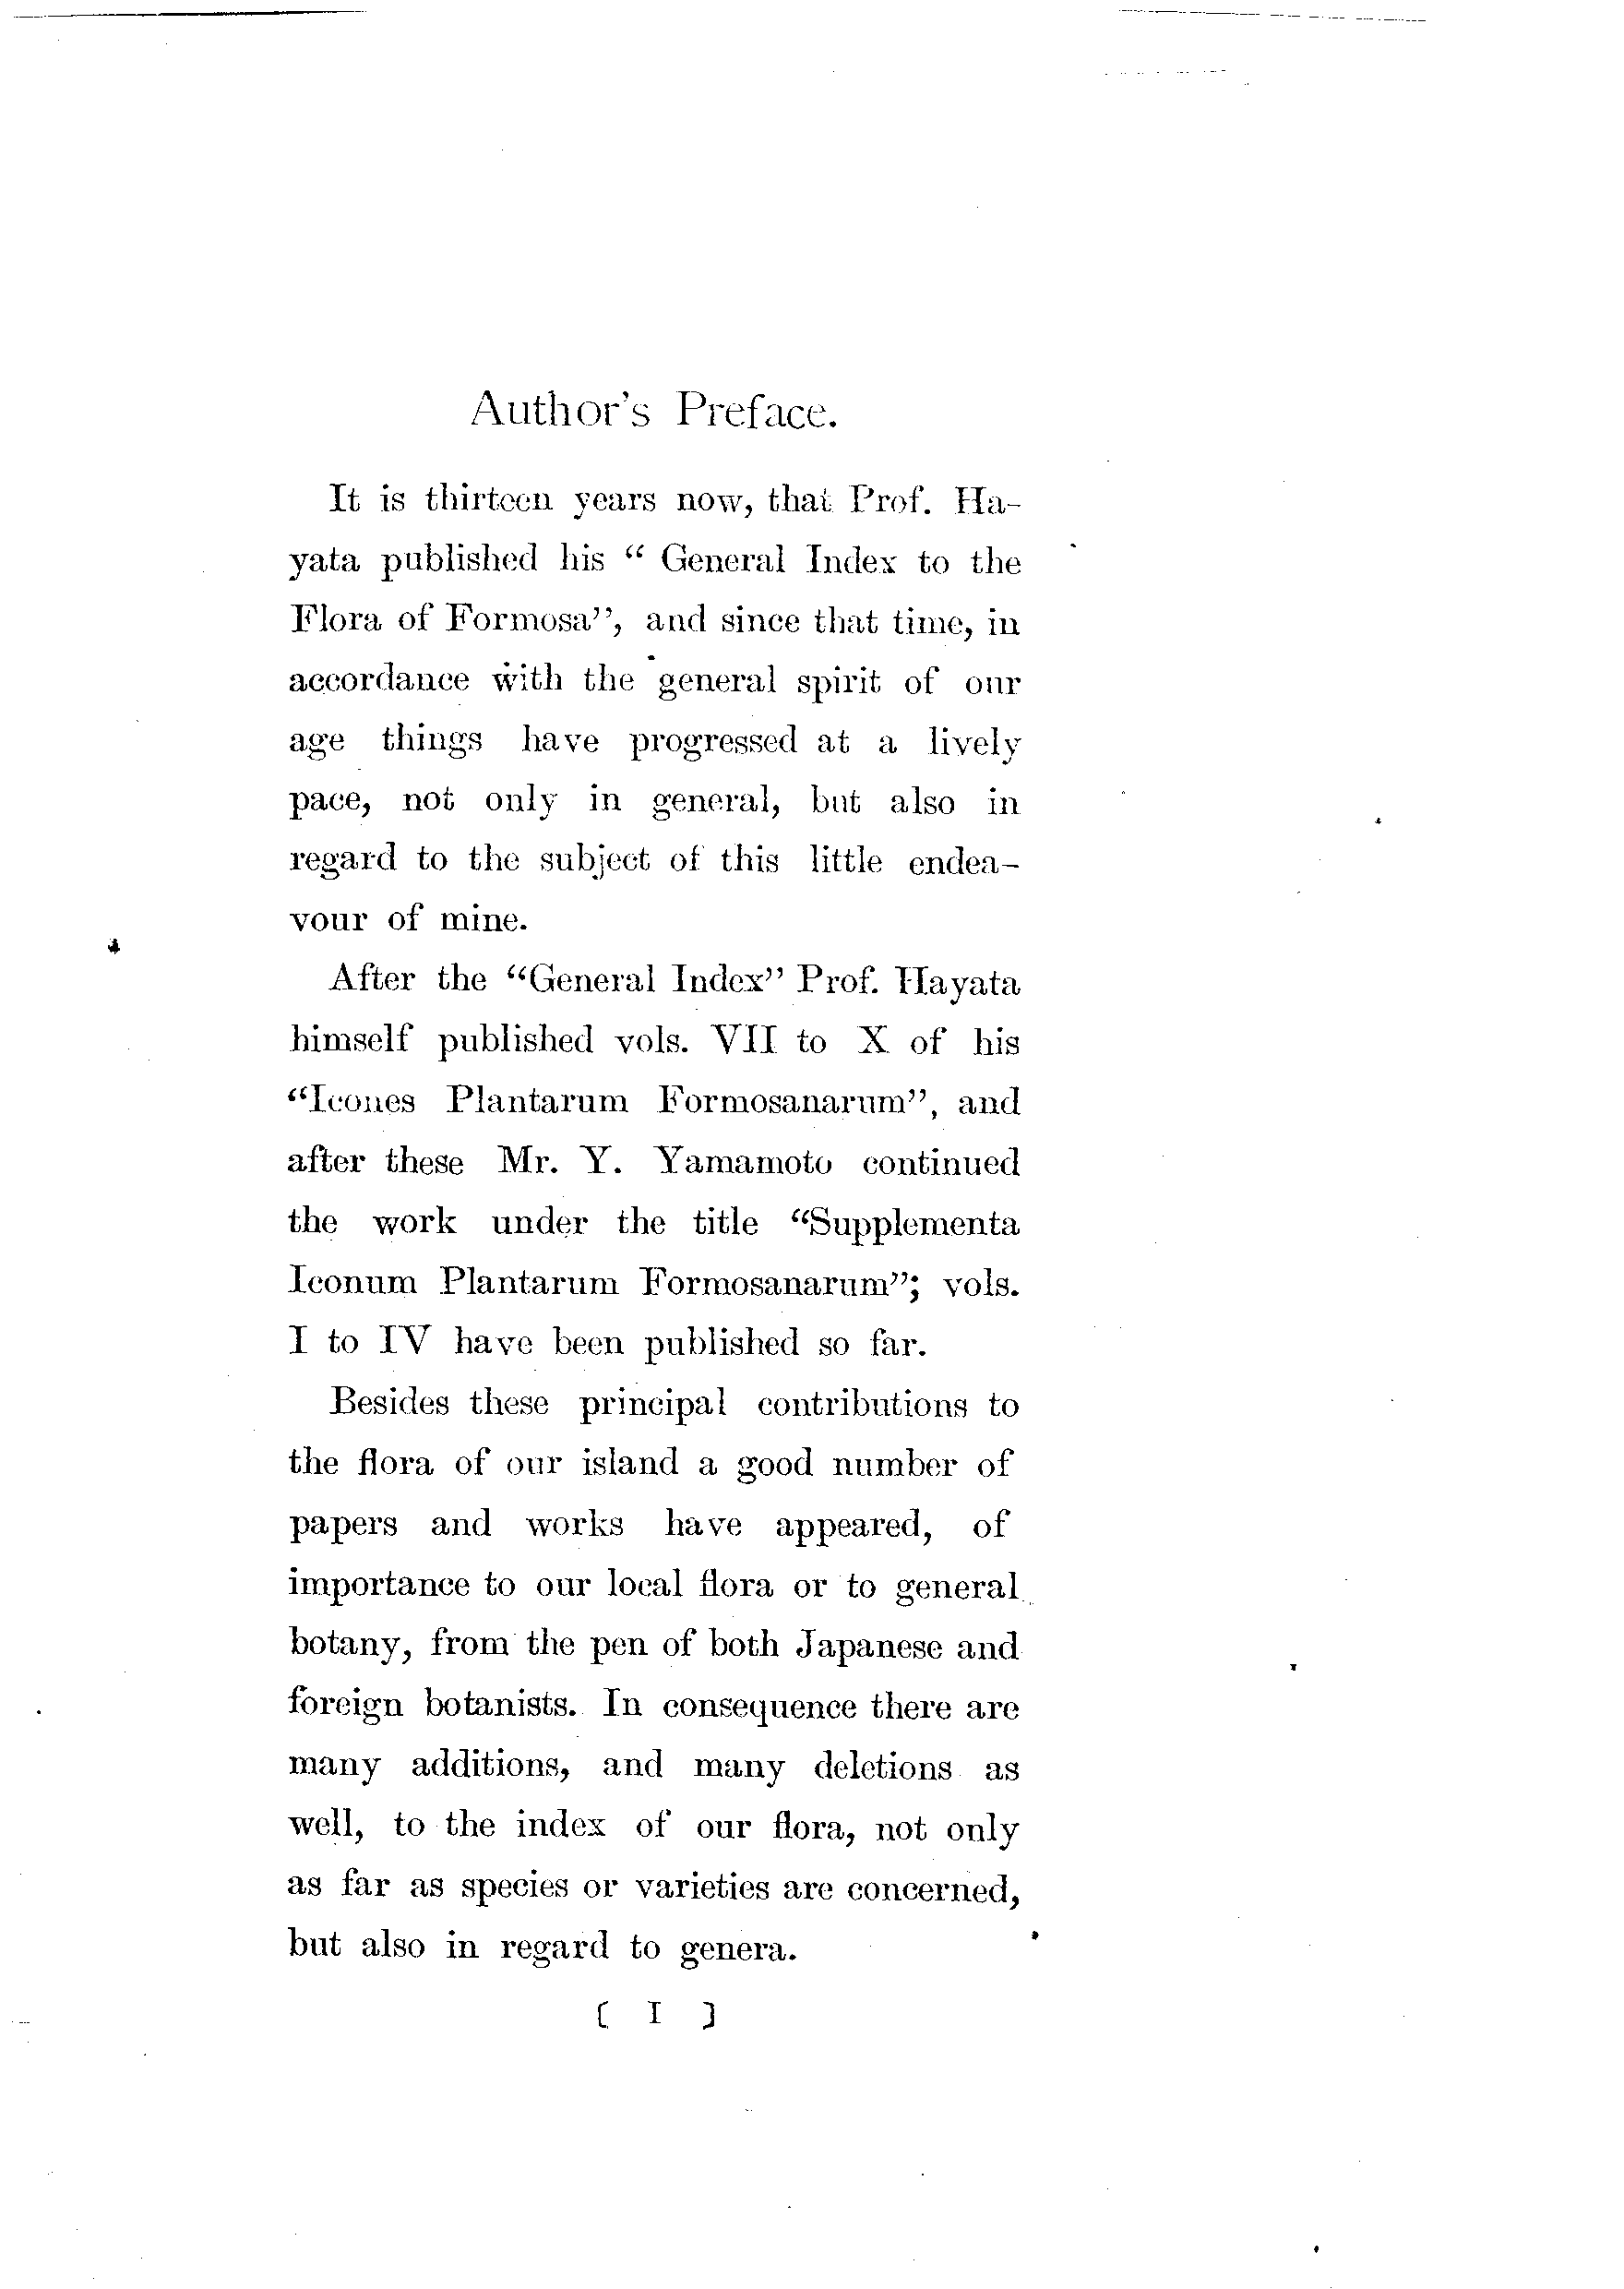 Author's Preface.
It is thirteen years now, that Prof. Ha-
yata published his “ General Index to the
Flora of Formosa”, and since that time, in
accordance with the general spirit of our
age things have progressed at a lively
pace, not only in general, but also in
regard to the subject of this little endea-
vour of mine.
After the “General Index” Prof. Hayata
himself published vols. VII to X of his
“Icones Plantarum Formosanarum”, and
after these Mr. Y. Yamamoto continued
the work under the title “Supplementa
Iconum Plantarum Formosanarum”; vols.
I to IV have been published so far.
Besides these principal contributions to
the flora of our island a good number of
papers and works have appeared, of
importance to our local flora or to general
botany, from the pen of both Japanese and
foreign botanists. In consequence there are
many additions, and many deletions as
well, to the index of our flora, not only
as far as species or varieties are concerned,
but also in regard to genera.
[ I ]